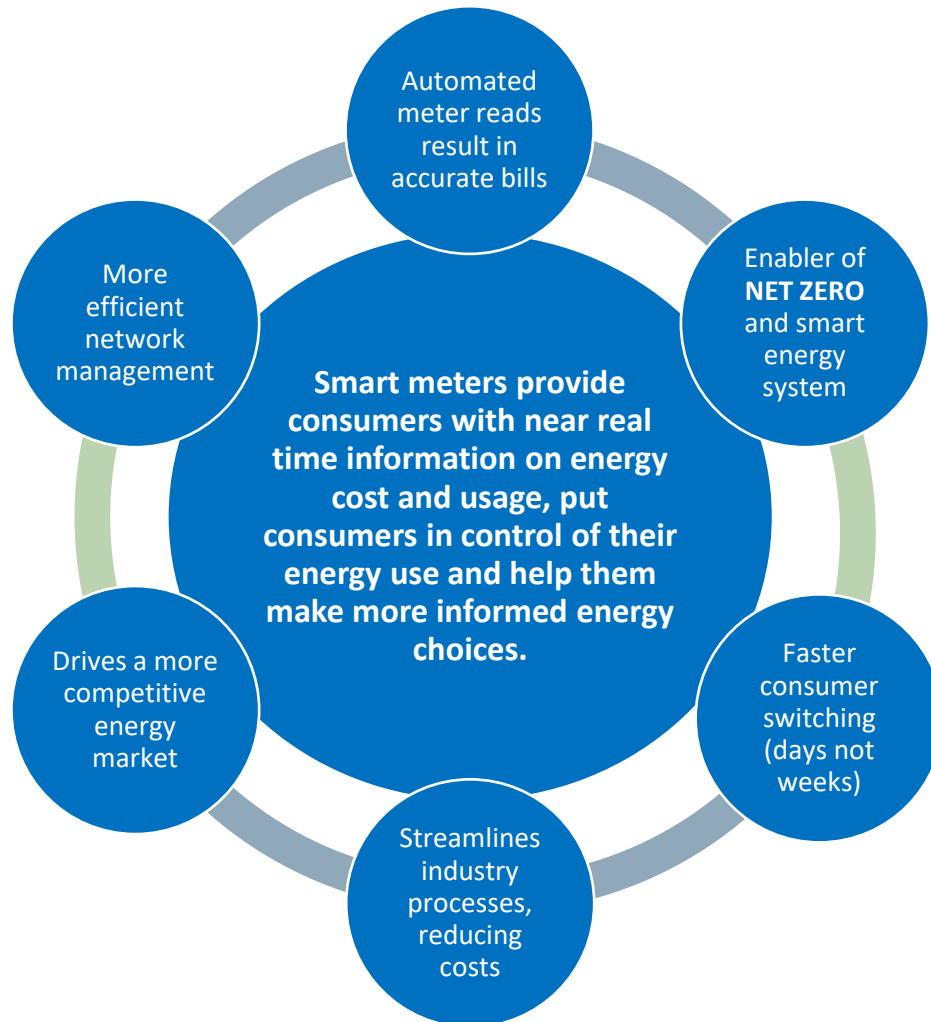 Automated
meter reads
result in
accurate bills
Enabler of
NET ZERO
and smart
energy
system
Faster
consumer
switching
(days not
weeks)
Streamlines
industry
processes,
reducing
costs
Drives a more
competitive
energy
market
More
efficient
network
management
Smart meters provide
consumers with near real
time information on energy
cost and usage, put
consumers in control of their
energy use and help them
make more informed energy
choices.